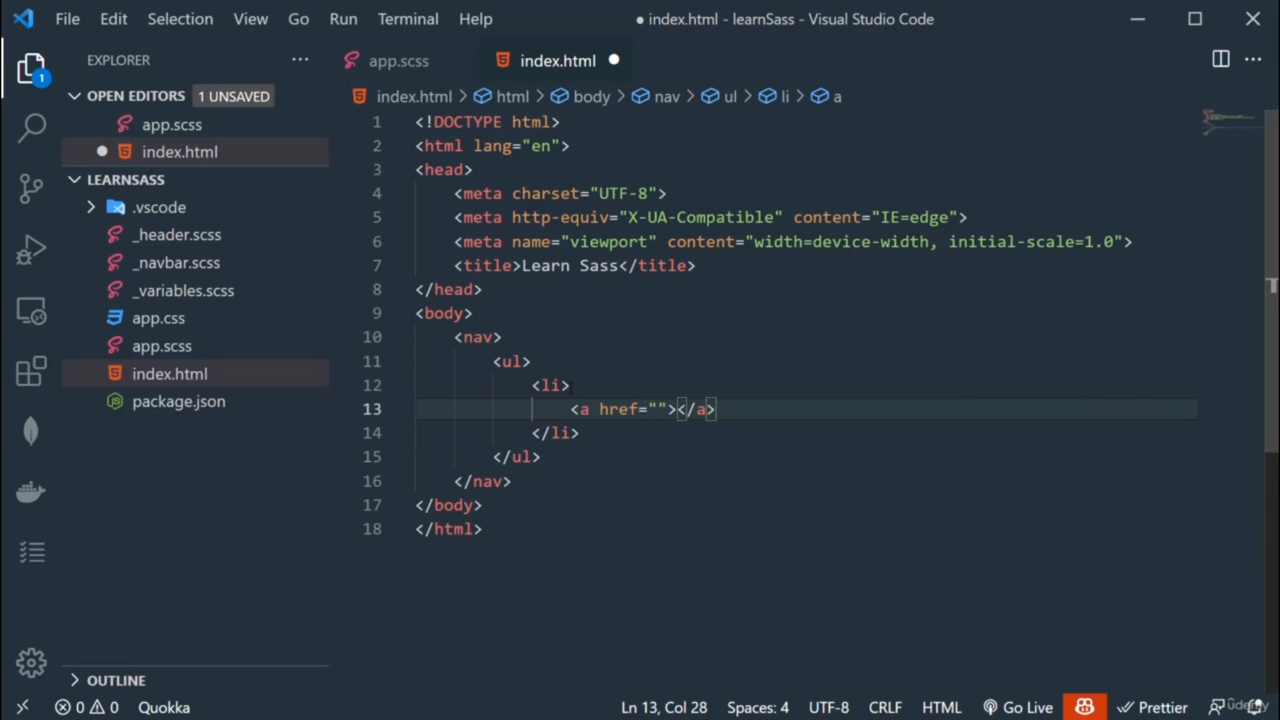 File Edit Selection View Go Run Terminal Help ● index.html - learnSass - Visual Studio Code
EXPLORER
app.scss
index.html
OPEN EDITORS 1 UNSAVED
index.html > html > body > nav > ul > li > a
app.scss
index.html
LEARNSASS
.vscode
_header.scss
_navbar.scss
_variables.scss
app.css
app.scss
index.html
package.json
OUTLINE
1 <!DOCTYPE html>
2 <html lang="en">
3 <head>
4 <meta charset="UTF-8">
5 <meta http-equiv="X-UA-Compatible" content="IE=edge">
6 <meta name="viewport" content="width=device-width, initial-scale=1.0">
7 <title>Learn Sass</title>
8 </head>
9 <body>
10 <nav>
11 <ul>
12 <li>
13 <a href=""></a>
14 </li>
15 </ul>
16 </nav>
17 </body>
18 </html>
1
0 0 Quokka Ln 13, Col 28 Spaces: 4 UTF-8 CRLF HTML Go Live Prettier
udemy